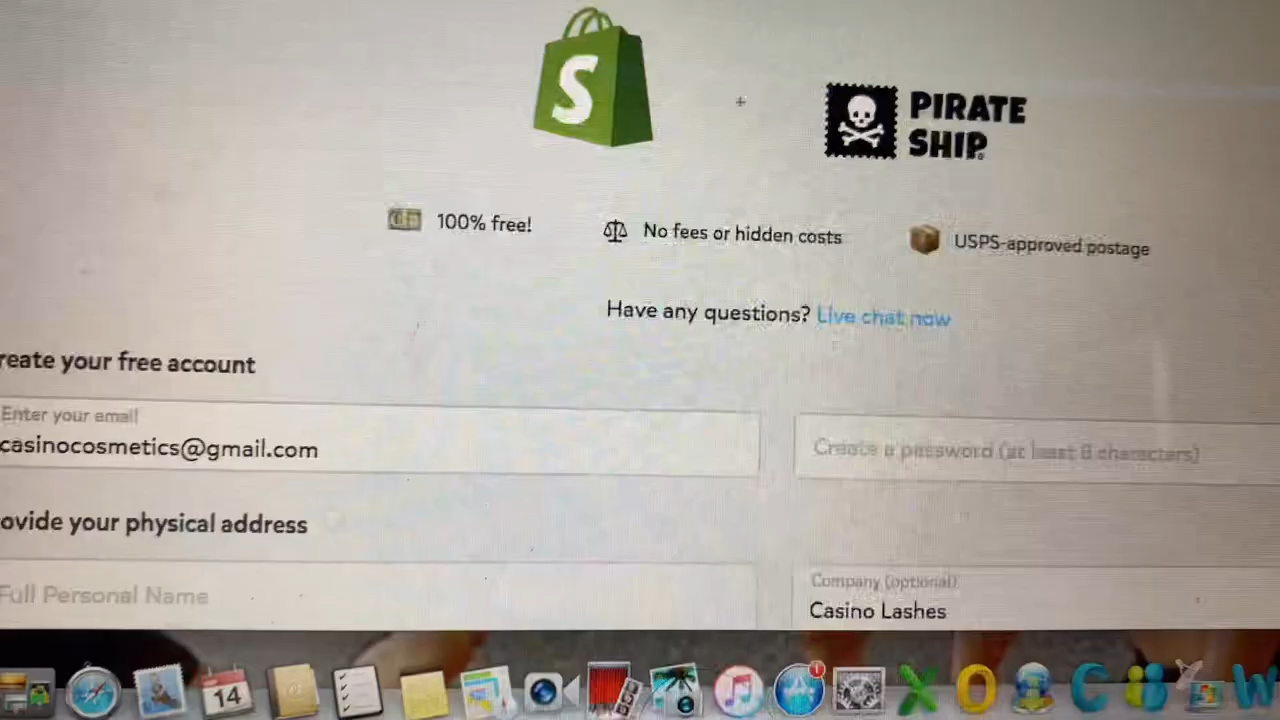 S
PIRATE
SHIP
100% free!
No fees or hidden costs
USPS-approved postage
Have any questions? Live chat now
reate your free account
Enter your email
casinocosmetics@gmail.com
Create a password (at least 8 characters)
ovide your physical address
Full Personal Name
Company (optional)
Casino Lashes
14
1
X
O
C
W